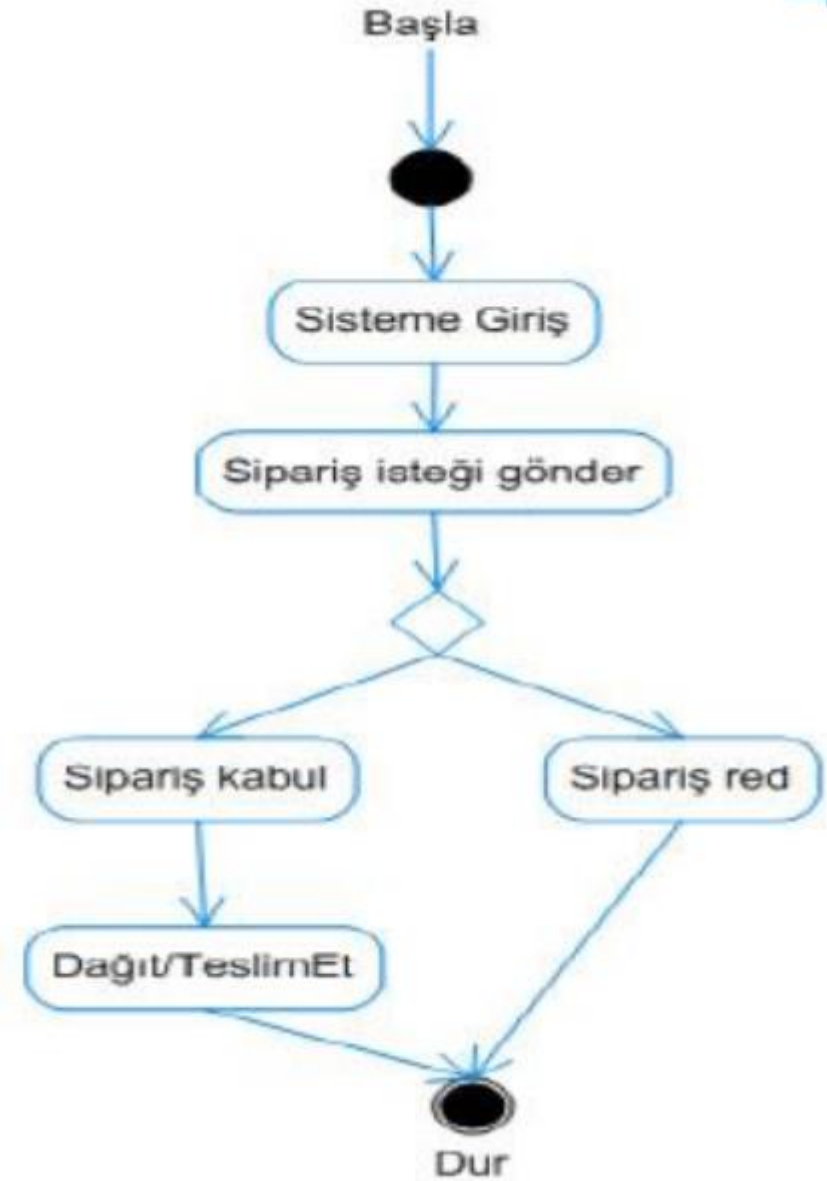 Başla
Sisteme Giriş
Sipariş isteği gönder
Sipariş kabul
Sipariş red
Dağıt/TeslimEt
Dur